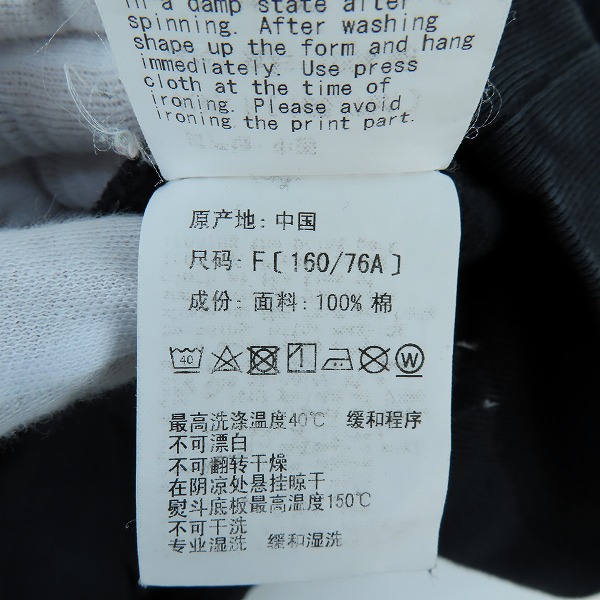 in a damp state after
spinning. After washing
shape up the form and hang
immediately. Use press
cloth at the time of
ironing. Please avoid
ironing the print part.
原产地: 中国
尺码: F[160/76A]
成份: 面料: 100% 棉
40 W
最高洗涤温度40℃ 缓和程序
不可漂白
不可翻转干燥
在阴凉处悬挂晾干
熨斗底板最高温度150℃
不可干洗
专业湿洗 缓和湿洗